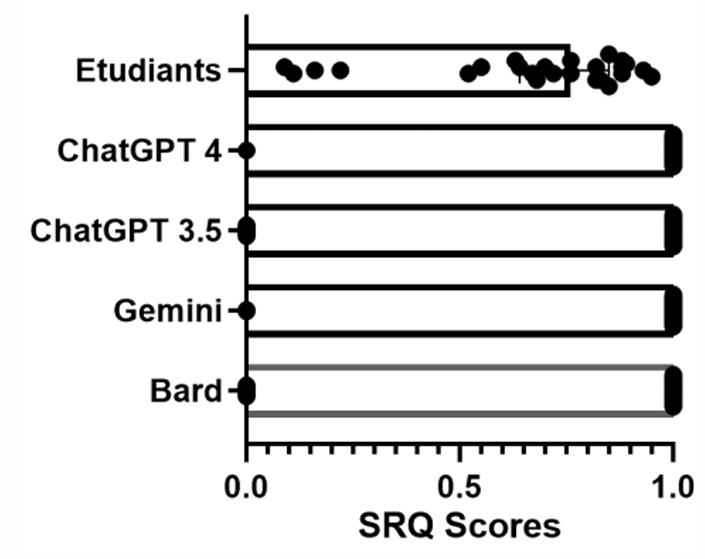 Etudiants
ChatGPT 4
ChatGPT 3.5
Gemini
Bard
0.0 0.5 1.0
SRQ Scores